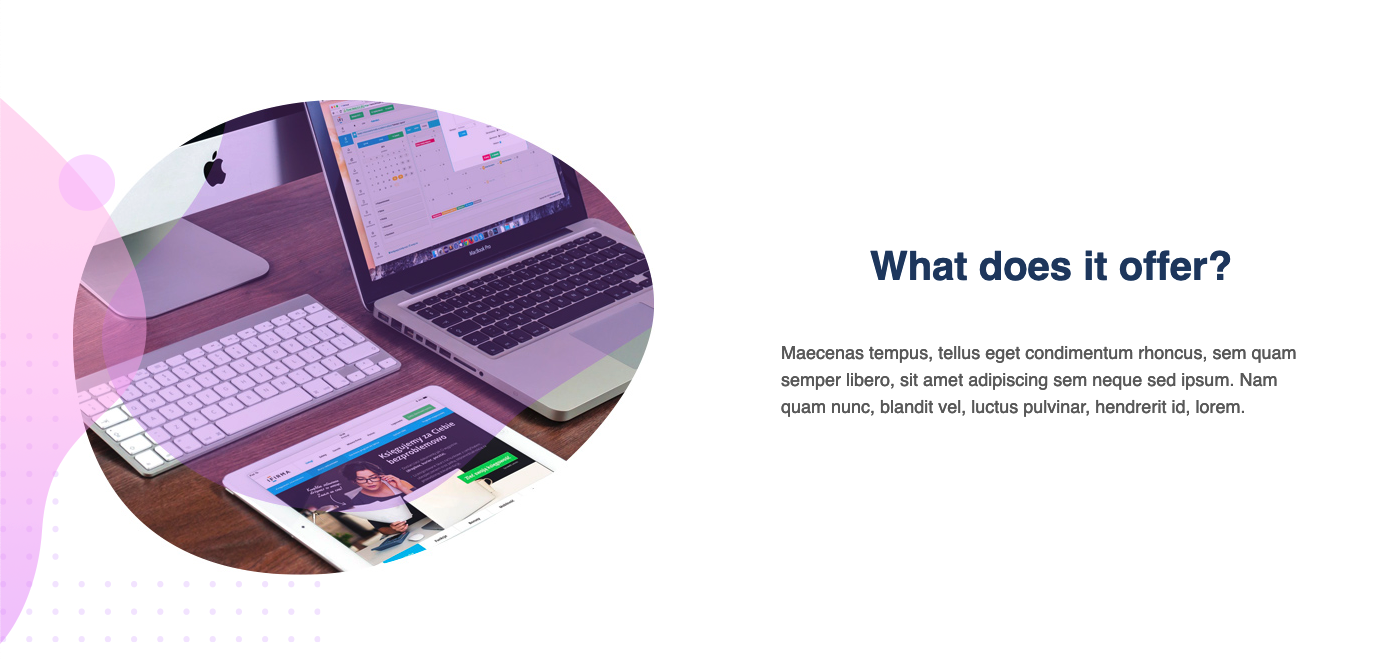 What does it offer?
Maecenas tempus, tellus eget condimentum rhoncus, sem quam
semper libero, sit amet adipiscing sem neque sed ipsum. Nam
quam nunc, blandit vel, luctus pulvinar, hendrerit id, lorem.
MacBook Pro
Księgujemy za Ciebie
bezproblemowo
IFIRMA